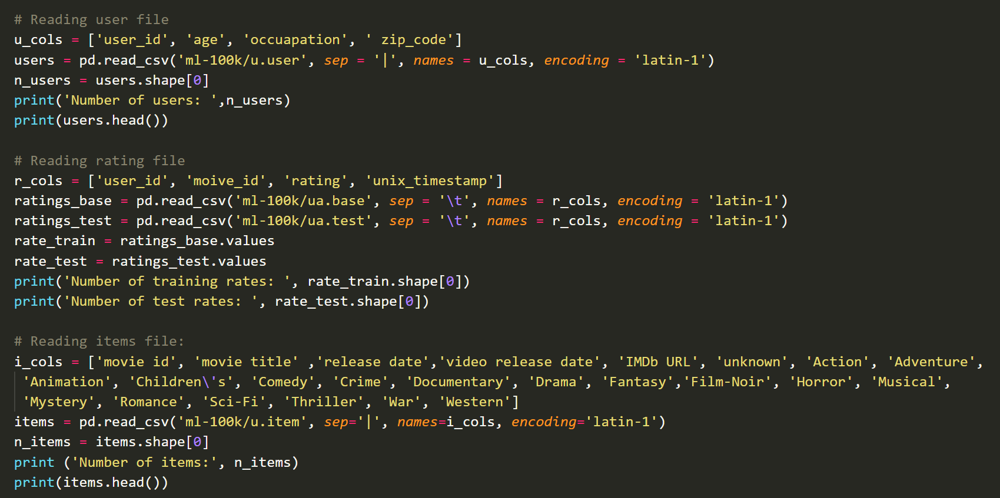 # Reading user file
u_cols = ['user_id', 'age', 'occuapation', ' zip_code']
users = pd.read_csv('ml-100k/u.user', sep = '|', names = u_cols, encoding = 'latin-1')
n_users = users.shape[0]
print('Number of users: ',n_users)
print(users.head())

# Reading rating file
r_cols = ['user_id', 'moive_id', 'rating', 'unix_timestamp']
ratings_base = pd.read_csv('ml-100k/ua.base', sep = '\t', names = r_cols, encoding = 'latin-1')
ratings_test = pd.read_csv('ml-100k/ua.test', sep = '\t', names = r_cols, encoding = 'latin-1')
rate_train = ratings_base.values
rate_test = ratings_test.values
print('Number of training rates: ', rate_train.shape[0])
print('Number of test rates: ', rate_test.shape[0])

# Reading items file:
i_cols = ['movie id', 'movie title' ,'release date','video release date', 'IMDb URL', 'unknown', 'Action', 'Adventure',
 'Animation', 'Children\'s', 'Comedy', 'Crime', 'Documentary', 'Drama', 'Fantasy','Film-Noir', 'Horror', 'Musical',
 'Mystery', 'Romance', 'Sci-Fi', 'Thriller', 'War', 'Western']
items = pd.read_csv('ml-100k/u.item', sep='|', names=i_cols, encoding='latin-1')
n_items = items.shape[0]
print ('Number of items:', n_items)
print(items.head())